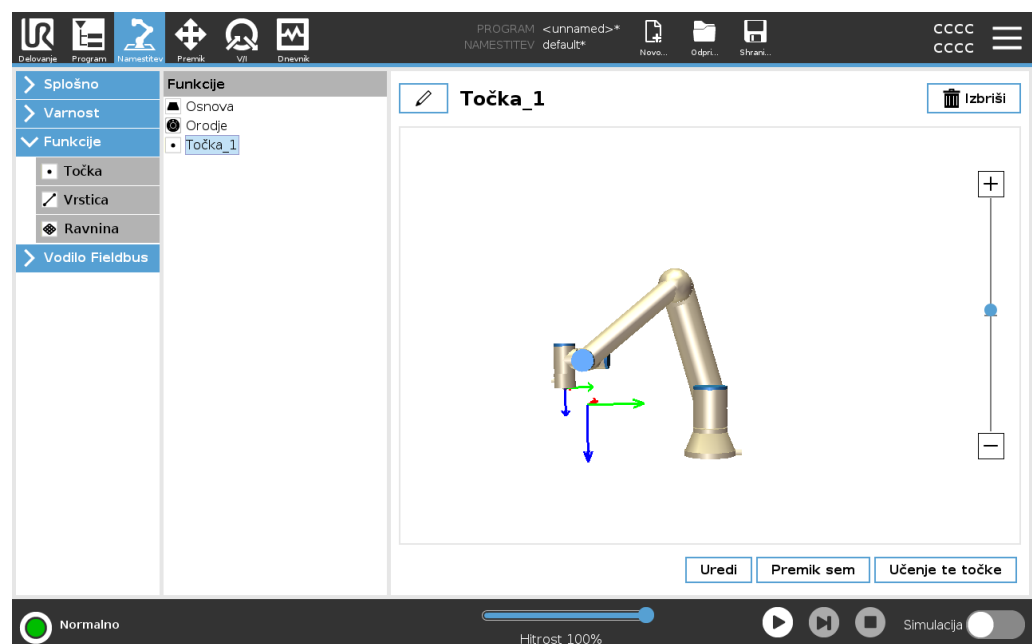 UR
PROGRAM <unnamed>*
NAMESTITEV default*
CCCC
CCCC
Delovanje Program Namestitev Premik V/I Dnevnik Novo... Odpri... Shrani...
Splošno
Varnost
Funkcije
Točka
Vrstica
Ravnina
Vodilo Fieldbus
Funkcije
Osnova
Orodje
Točka_1
Točka_1
Izbriši
Uredi Premik sem Učenje te točke
Normalno
Hitrost 100%
Simulacija